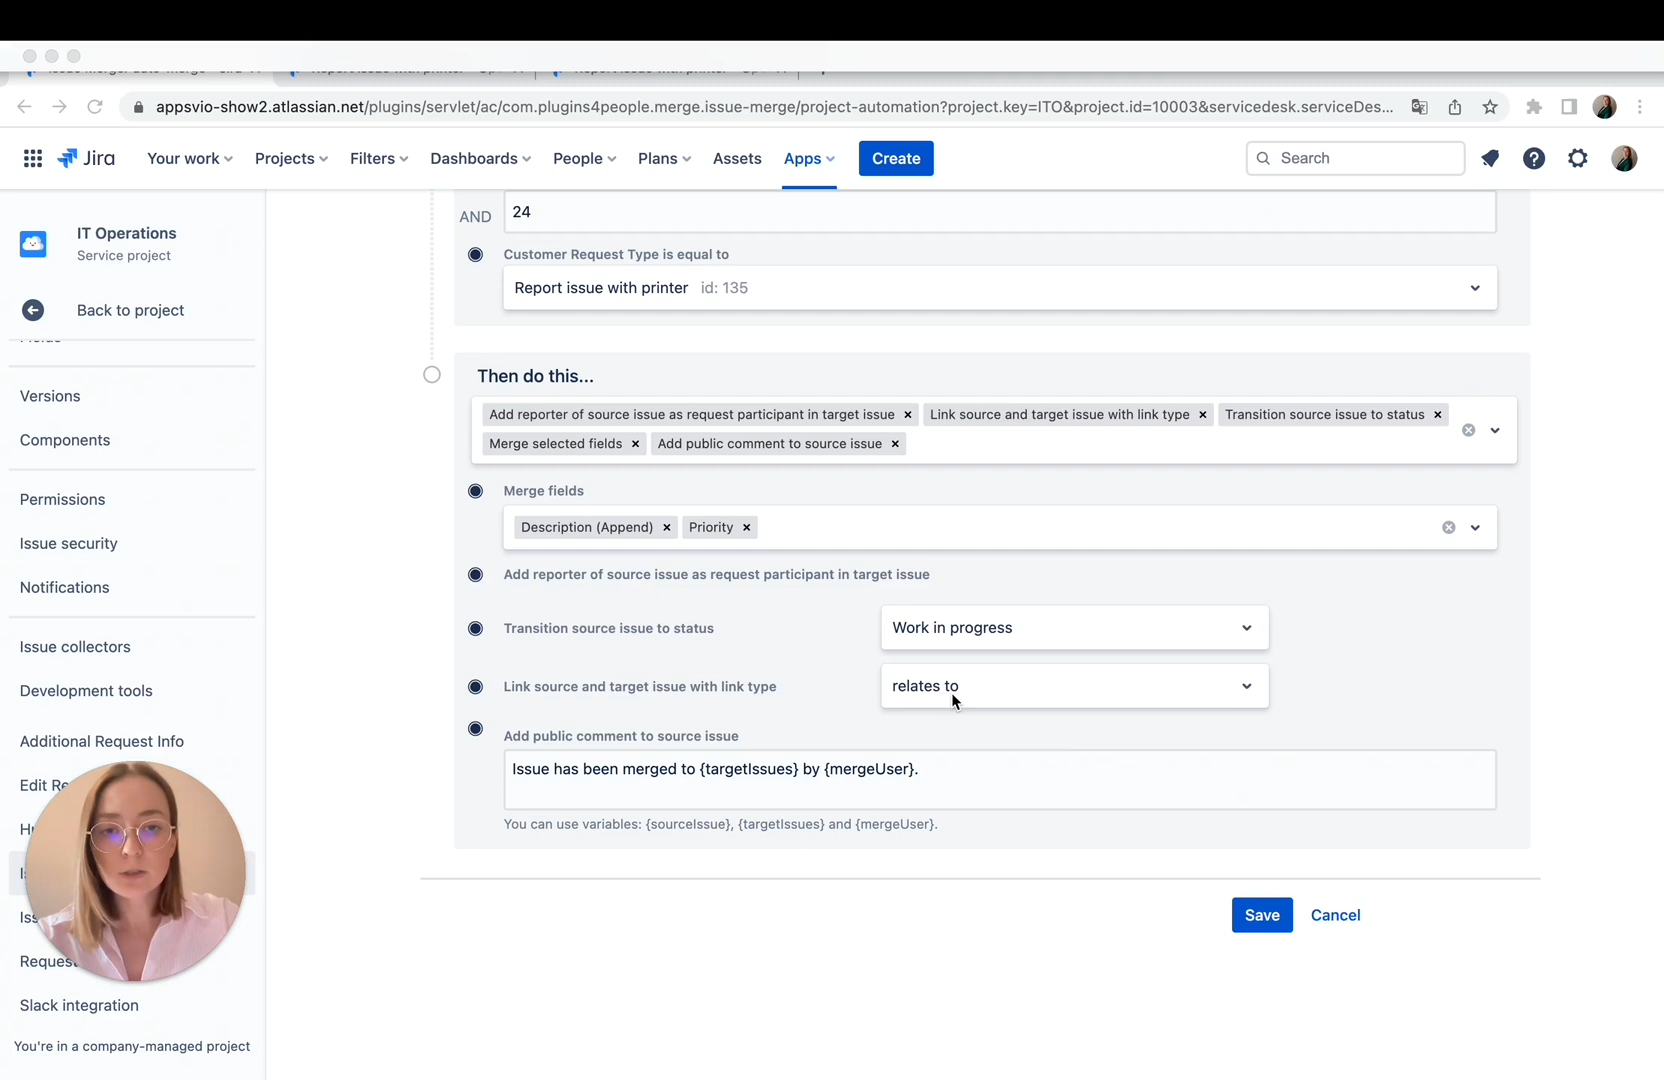 appsvio-show2.atlassian.net/plugins/servlet/ac/com.plugins4people.merge.issue-merge/project-automation?project.key=ITO&project.id=10003&servicedesk.serviceDes...
Jira Your work Projects Filters Dashboards People Plans Assets Apps Create Search
IT Operations
Service project
Back to project
Versions
Components
Permissions
Issue security
Notifications
Issue collectors
Development tools
Additional Request Info
Edit
Slack integration
You're in a company-managed project
AND 24
Customer Request Type is equal to
Report issue with printer id: 135
Then do this...
Add reporter of source issue as request participant in target issue × Link source and target issue with link type × Transition source issue to status ×
Merge selected fields × Add public comment to source issue ×
Merge fields
Description (Append) × Priority ×
Add reporter of source issue as request participant in target issue
Transition source issue to status Work in progress
Link source and target issue with link type relates to
Add public comment to source issue
Issue has been merged to {targetIssues} by {mergeUser}.
You can use variables: {sourceIssue}, {targetIssues} and {mergeUser}.
Save Cancel